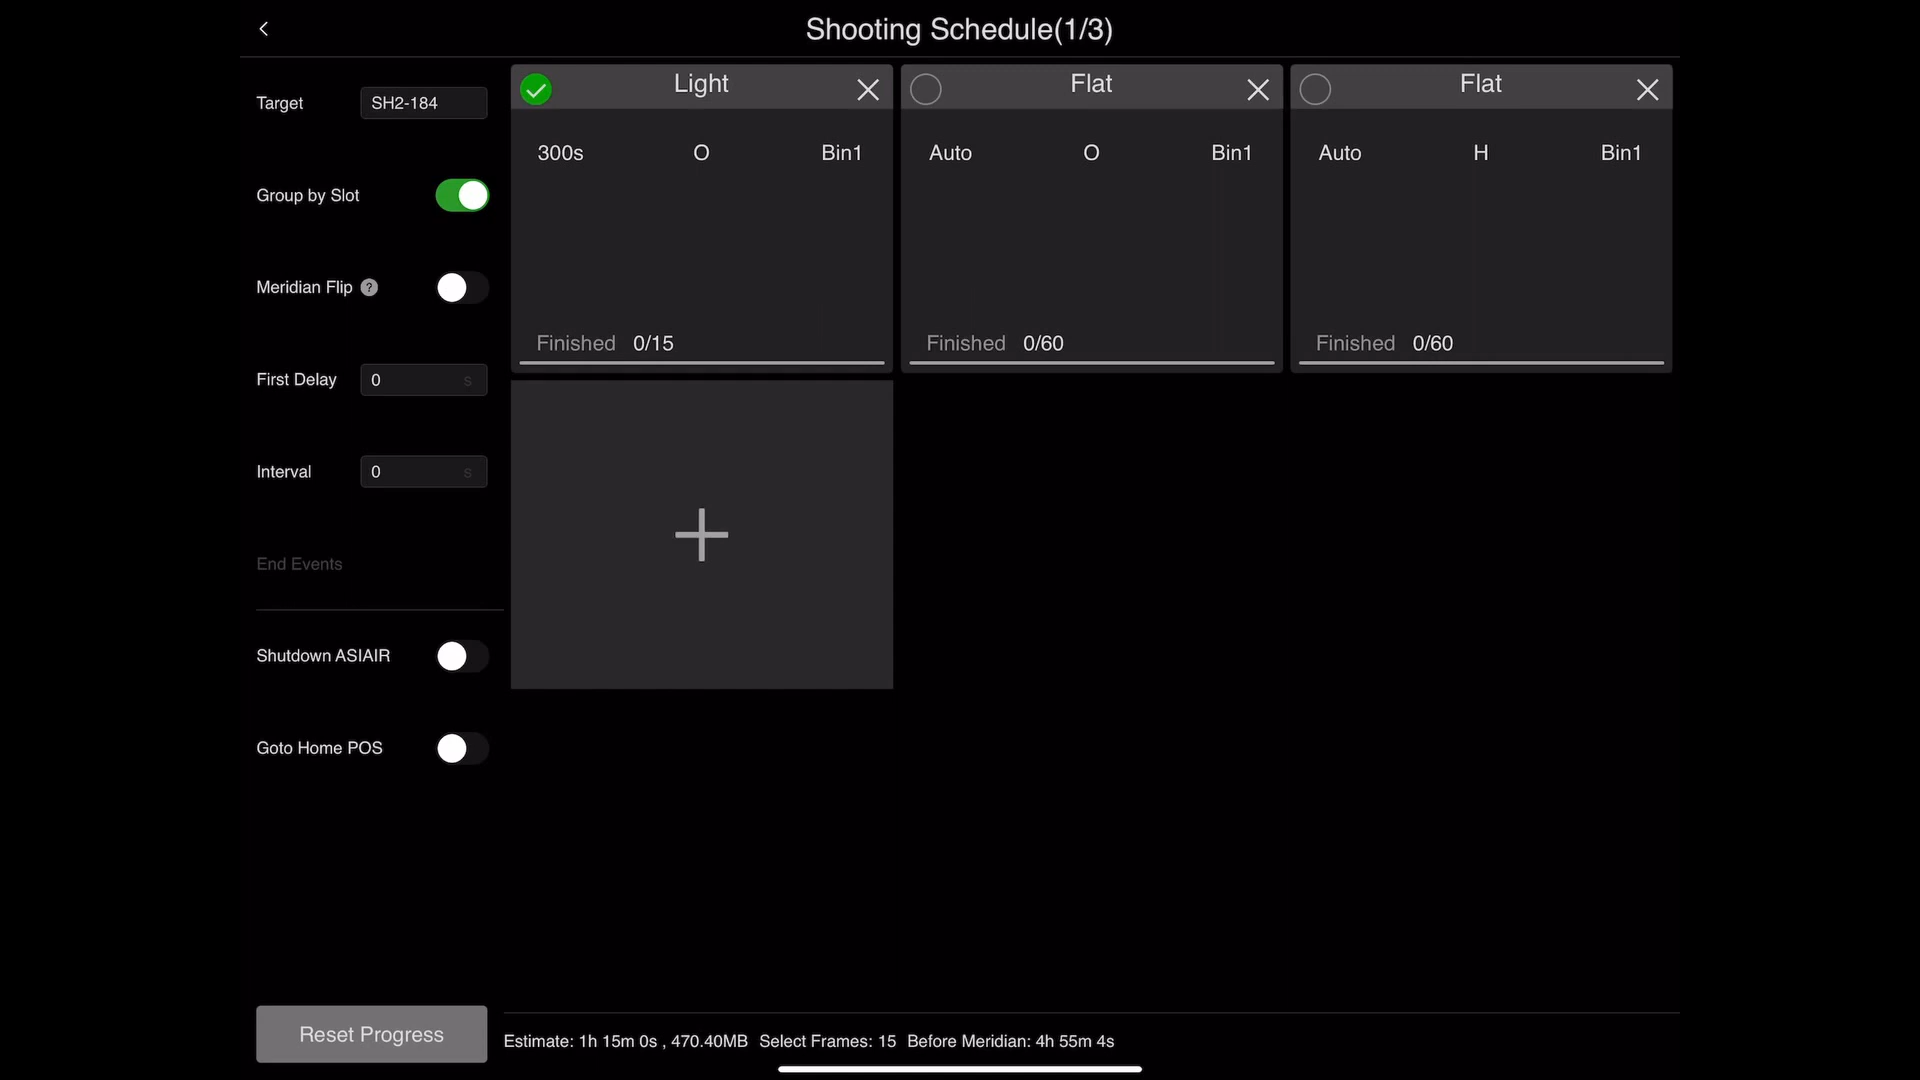 Shooting Schedule(1/3)
Target SH2-184
Group by Slot
Meridian Flip ?
First Delay 0 s
Interval 0 s
End Events
Shutdown ASIAIR
Goto Home POS
Reset Progress
Light
300s O Bin1
Finished 0/15
Flat
Auto O Bin1
Finished 0/60
Flat
Auto H Bin1
Finished 0/60
Estimate: 1h 15m 0s , 470.40MB Select Frames: 15 Before Meridian: 4h 55m 4s